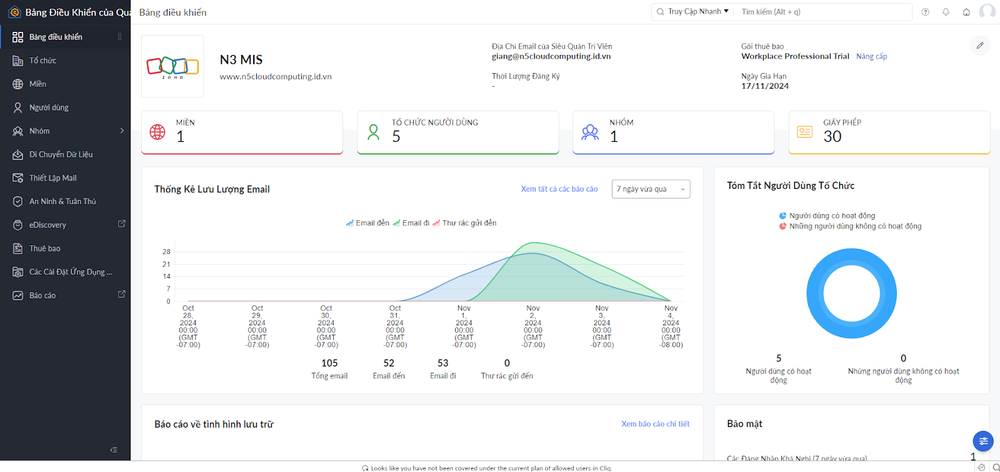 Bảng Điều Khiển của Qua
Bảng điều khiển
Truy Cập Nhanh
Tìm kiếm (Alt + q)
Bảng điều khiển
Tổ chức
Miền
Người dùng
Nhóm
Di Chuyển Dữ Liệu
Thiết Lập Mail
An Ninh & Tuân Thủ
eDiscovery
Thuê bao
Các Cài Đặt Ứng Dụng ...
Báo cáo
ZOHO
N3 MIS
www.n5cloudcomputing.id.vn
Địa Chỉ Email của Siêu Quản Trị Viên
giang@n5cloudcomputing.id.vn
Thời Lượng Đăng Ký
-
Gói thuê bao
Workplace Professional Trial Nâng cấp
Ngày Gia Hạn
17/11/2024
MIỀN
1
TỔ CHỨC NGƯỜI DÙNG
5
NHÓM
1
GIẤY PHÉP
30
Thống Kê Lưu Lượng Email
Xem tất cả các báo cáo
7 ngày vừa qua
Email đến Email đi Thư rác gửi đến
28
21
14
7
0
Oct 28, 2024 00:00 (GMT -07:00)
Oct 29, 2024 00:00 (GMT -07:00)
Oct 30, 2024 00:00 (GMT -07:00)
Oct 31, 2024 00:00 (GMT -07:00)
Nov 1, 2024 00:00 (GMT -07:00)
Nov 2, 2024 00:00 (GMT -07:00)
Nov 3, 2024 00:00 (GMT -07:00)
Nov 4, 2024 00:00 (GMT -08:00)
105
Tổng email
52
Email đến
53
Email đi
0
Thư rác gửi đến
Tóm Tắt Người Dùng Tổ Chức
Người dùng có hoạt động
Những người dùng không có hoạt động
5
Người dùng có hoạt
động
0
Những người dùng không có hoạt
động
Báo cáo về tình hình lưu trữ
Xem báo cáo chi tiết
Bảo mật
Các Đăng Nhập Khả Nghi (7 ngày vừa qua)
1
Looks like you have not been covered under the current plan of allowed users in Cliq.